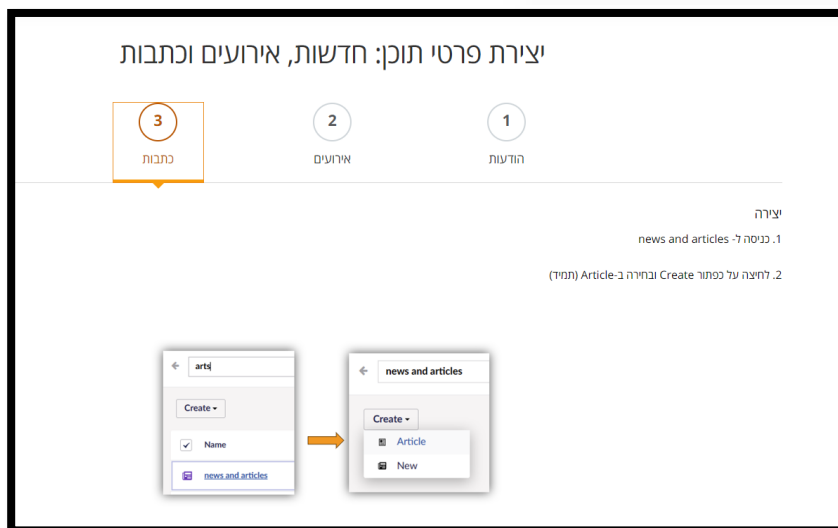 יצירת פרטי תוכן: חדשות, אירועים וכתבות
1
הודעות
2
אירועים
3
כתבות
יצירה
1. כניסה ל- news and articles
2. לחיצה על כפתור Create ובחירה ב-Article (תמיד)
arts
Create
Name
news and articles
news and articles
Create
Article
New